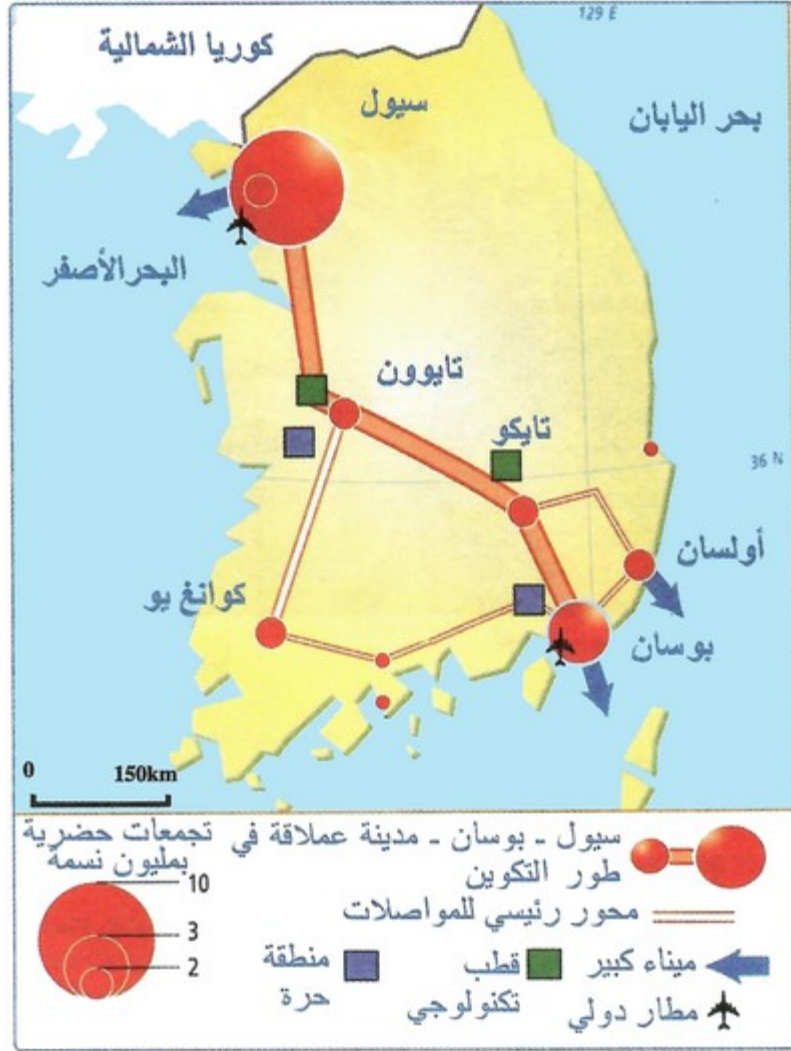 129 E
كوريا الشمالية
سيول
بحر اليابان
البحر الأصفر
تايوون
تايكو
36 N
أولسان
كوانغ يو
بوسان
0 150km
سيول - بوسان - مدينة عملاقة في
طور التكوين
محور رئيسي للمواصلات
ميناء كبير
قطب
تكنولوجي
منطقة
حرة
مطار دولي
تجمعات حضرية
بمليون نسمة
10
3
2